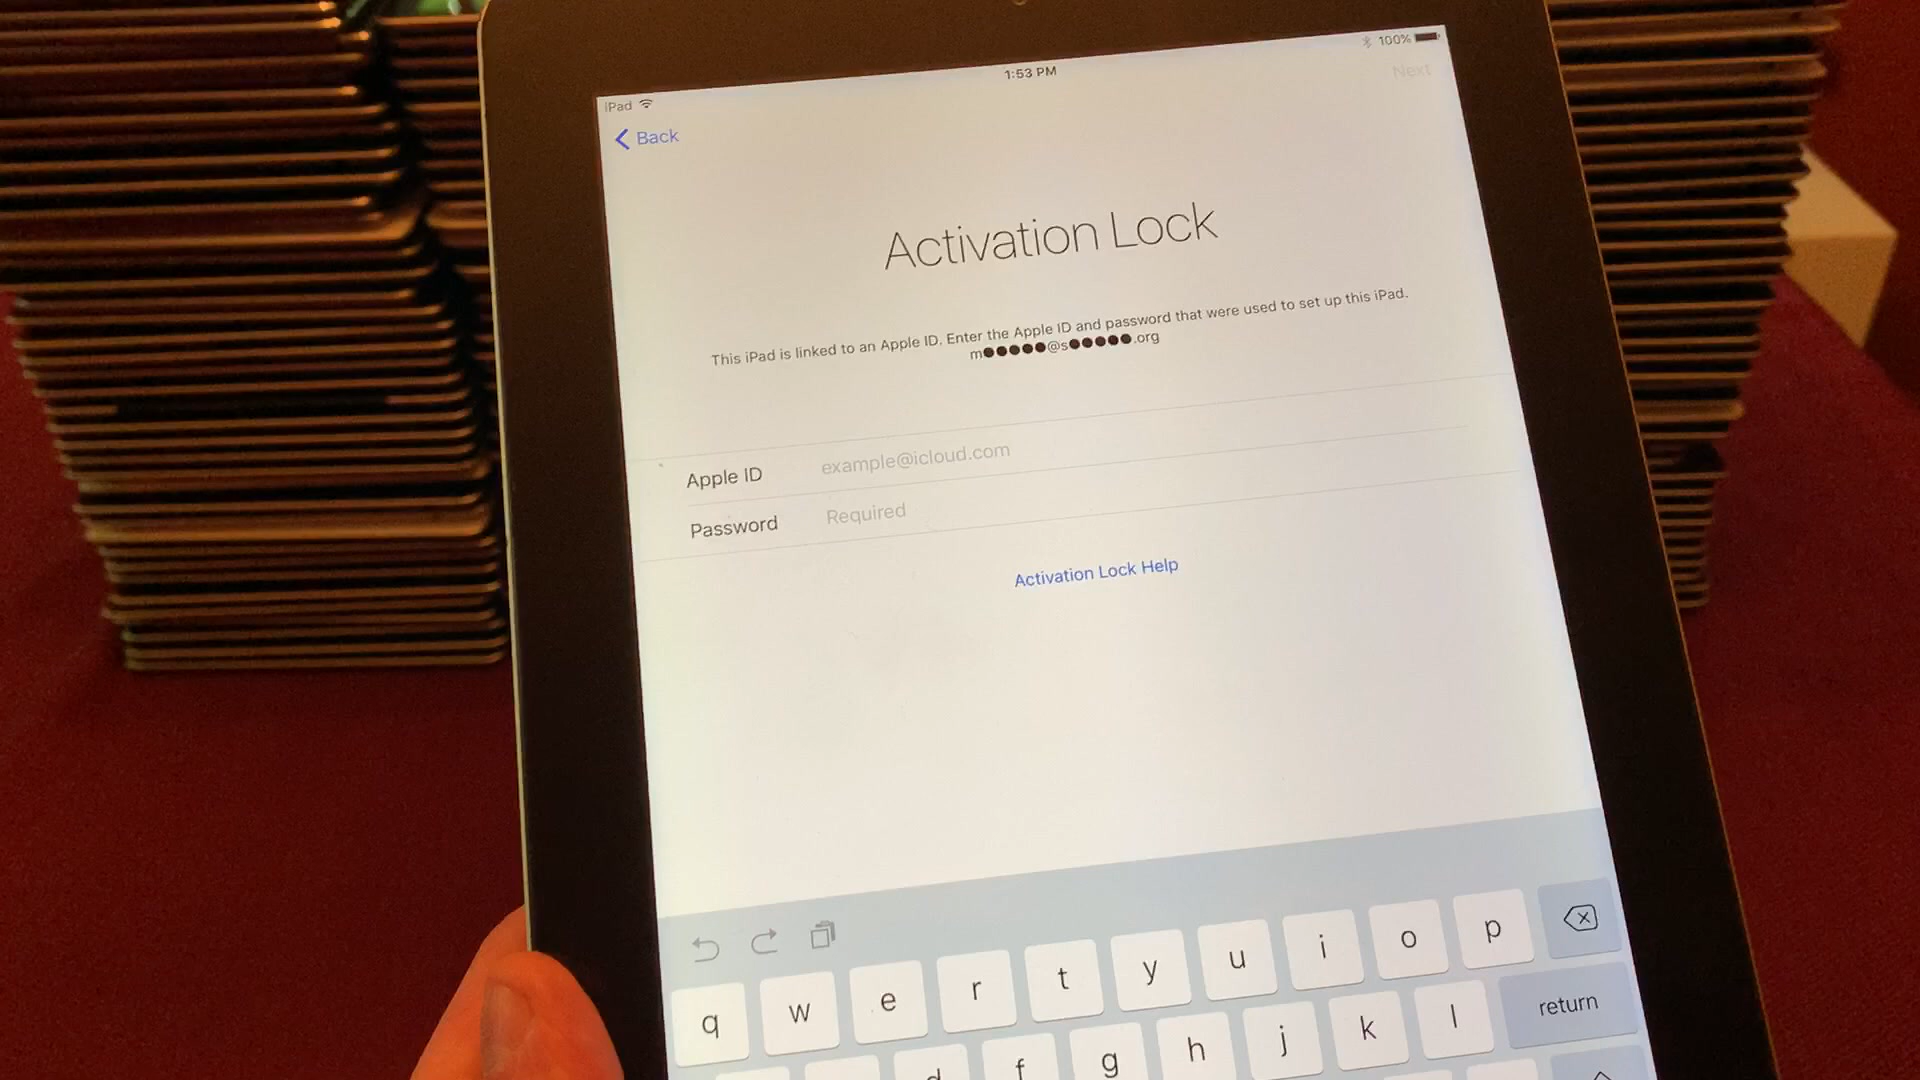 iPad
1:53 PM
100%
Back
Next
Activation Lock
This iPad is linked to an Apple ID. Enter the Apple ID and password that were used to set up this iPad.
m●●●●●@s●●●●●.org
Apple ID example@icloud.com
Password Required
Activation Lock Help
q w e r t y u i o p
d f g h j k l return